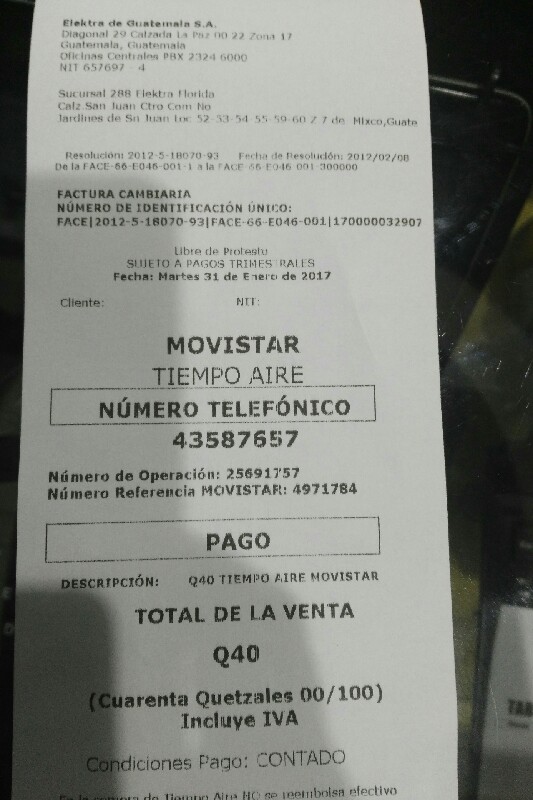 Elektra de Guatemala S.A.
Diagonal 29 Calzada La Paz 00 22 Zona 17
Guatemala, Guatemala
Oficinas Centrales PBX 2324 6000
NIT 657697 - 4
Sucursal 288 Elektra Florida
Calz.San Juan Ctro Com No
Jardines de Sn Juan Loc 52-53-54-55-59-60 Z 7 de Mixco,Guate
Resolución: 2012-5-18070-93 Fecha de Resolución: 2012/02/08
De la FACE-66-E046-001-1 a la FACE-66-E046-001-300000
FACTURA CAMBIARIA
NÚMERO DE IDENTIFICACIÓN ÚNICO:
FACE|2012-5-18070-93|FACE-66-E046-001|170000032907
Libre de Protesto
SUJETO A PAGOS TRIMESTRALES
Fecha: Martes 31 de Enero de 2017
Cliente: NIT:
MOVISTAR
TIEMPO AIRE
NÚMERO TELEFÓNICO
43587657
Número de Operación: 25691757
Número Referencia MOVISTAR: 4971784
PAGO
DESCRIPCIÓN: Q40 TIEMPO AIRE MOVISTAR
TOTAL DE LA VENTA
Q40
(Cuarenta Quetzales 00/100)
Incluye IVA
Condiciones Pago: CONTADO
En la compra de Tiempo Aire NO se reembolsa efectivo
TAR